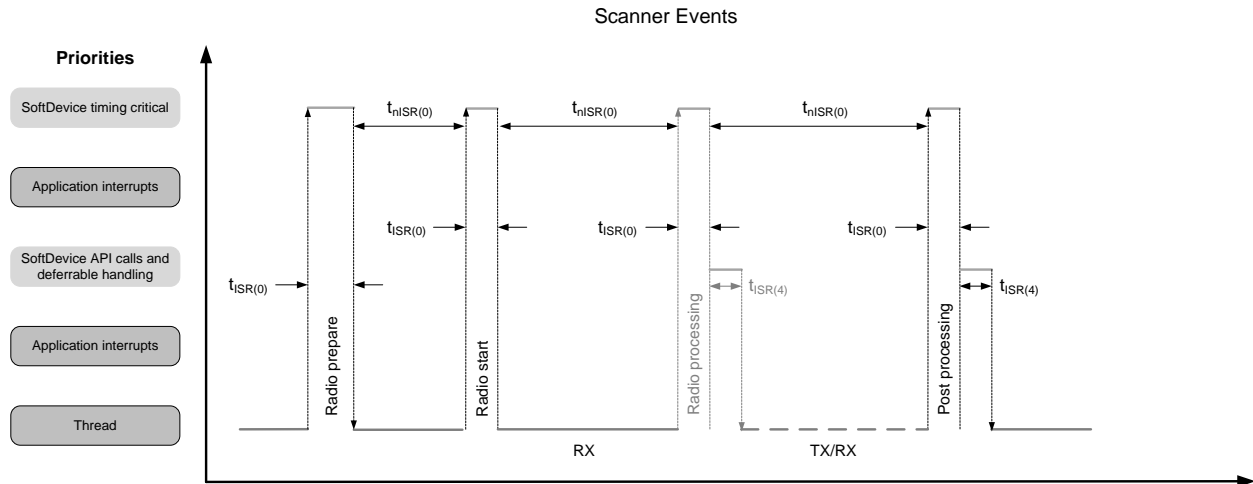 Scanner Events
Priorities
SoftDevice timing critical
Application interrupts
SoftDevice API calls and
deferrable handling
Application interrupts
Thread
tnISR(0)
tnISR(0)
tnISR(0)
tISR(0)
tISR(0)
tISR(0)
tISR(0)
tISR(4)
tISR(4)
Radio prepare
Radio start
Radio processing
Post processing
RX
TX/RX